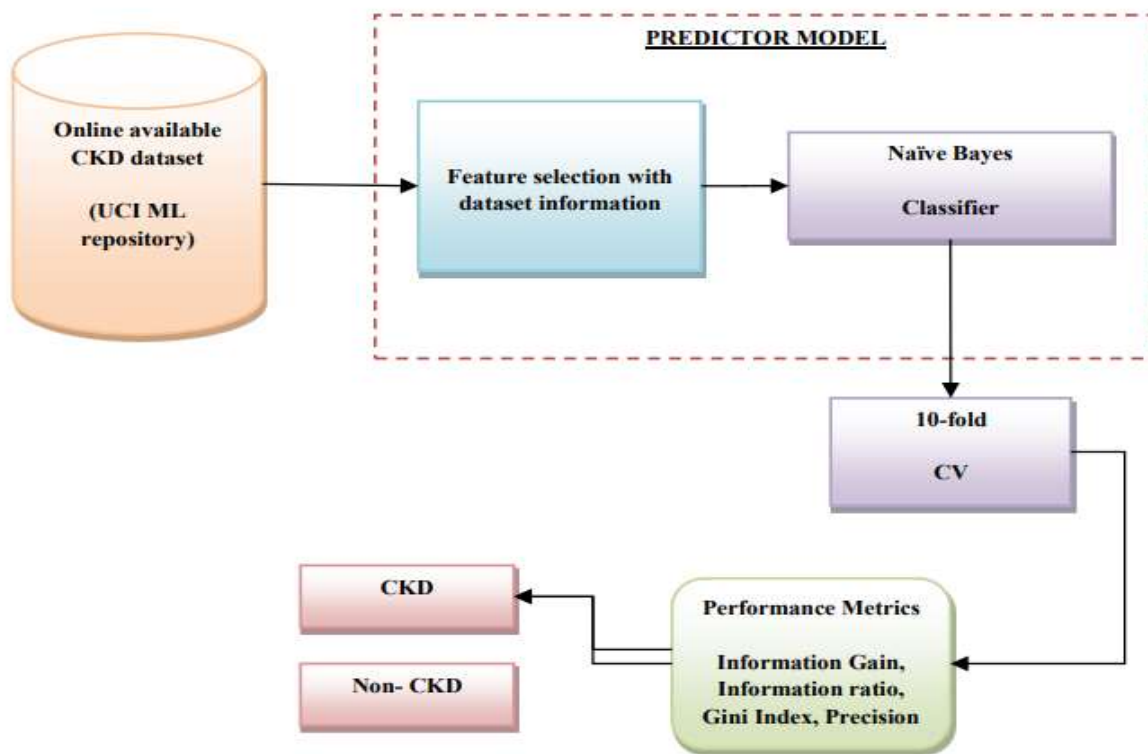 PREDICTOR MODEL
Online available
CKD dataset
(UCI ML
repository)
Feature selection with
dataset information
Naïve Bayes
Classifier
10-fold
CV
Performance Metrics
Information Gain,
Information ratio,
Gini Index, Precision
CKD
Non- CKD